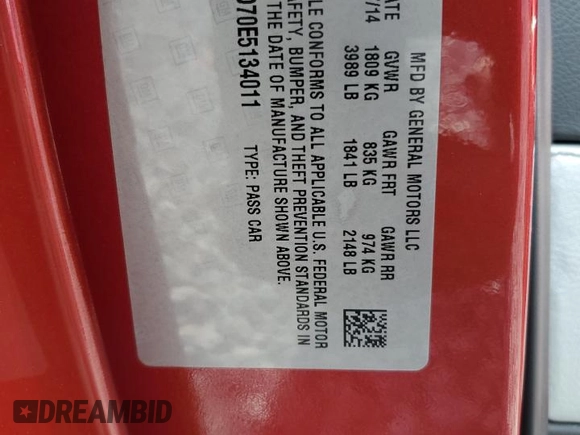 MFD BY GENERAL MOTORS LLC
ATE GVWR GAWR FRT GAWR RR
/14 1809 KG 835 KG 974 KG
3989 LB 1841 LB 2148 LB
LE CONFORMS TO ALL APPLICABLE U.S. FEDERAL MOTOR
AFETY, BUMPER, AND THEFT PREVENTION STANDARDS IN
THE DATE OF MANUFACTURE SHOWN ABOVE.
070E5134011 TYPE: PASS CAR
DREAMBID